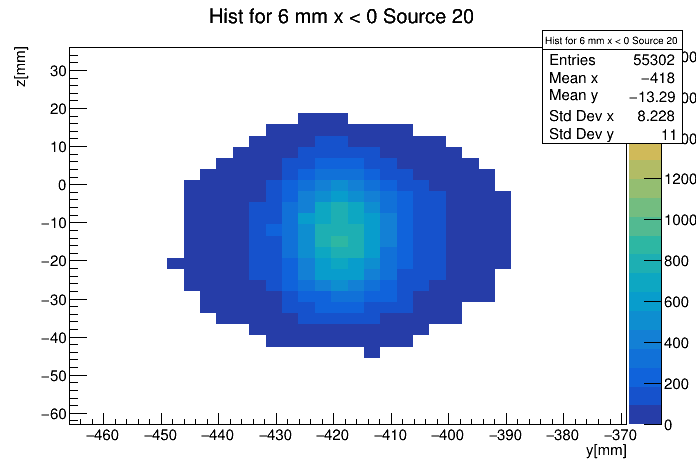 Hist for 6 mm x < 0 Source 20
z[mm]
Hist for 6 mm x < 0 Source 20
Entries 55302
Mean x −418
Mean y −13.29
Std Dev x 8.228
Std Dev y 11
30
20
10
0
−10
−20
−30
−40
−50
−60
1200
1000
800
600
400
200
0
−460 −450 −440 −430 −420 −410 −400 −390 −380 −370
y[mm]